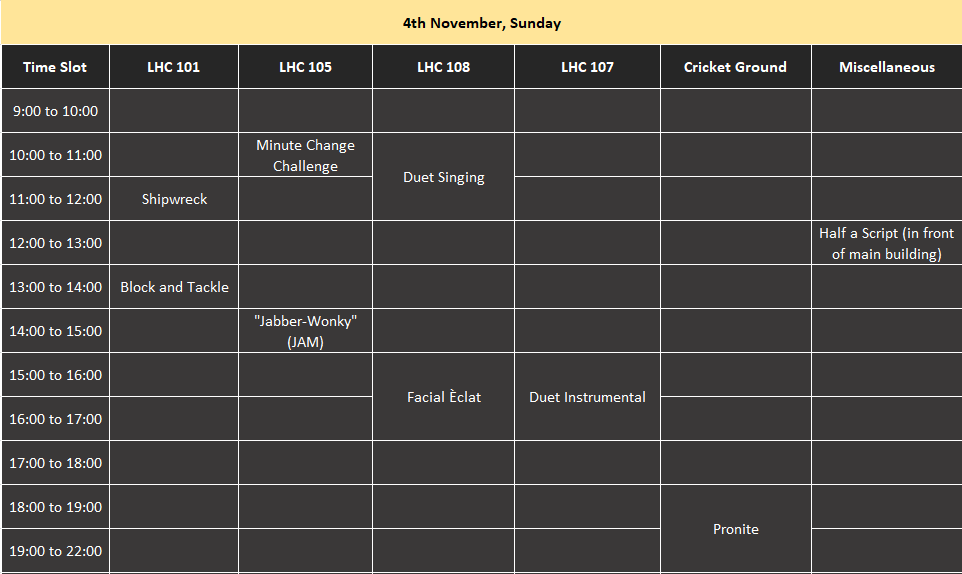 4th November, Sunday
Time Slot LHC 101 LHC 105 LHC 108 LHC 107 Cricket Ground Miscellaneous
9:00 to 10:00
10:00 to 11:00
Minute Change
Challenge
Duet Singing
11:00 to 12:00 Shipwreck
12:00 to 13:00
Half a Script (in front
of main building)
13:00 to 14:00 Block and Tackle
14:00 to 15:00
"Jabber-Wonky"
(JAM)
15:00 to 16:00
Facial Èclat Duet Instrumental
16:00 to 17:00
17:00 to 18:00
18:00 to 19:00
Pronite
19:00 to 22:00